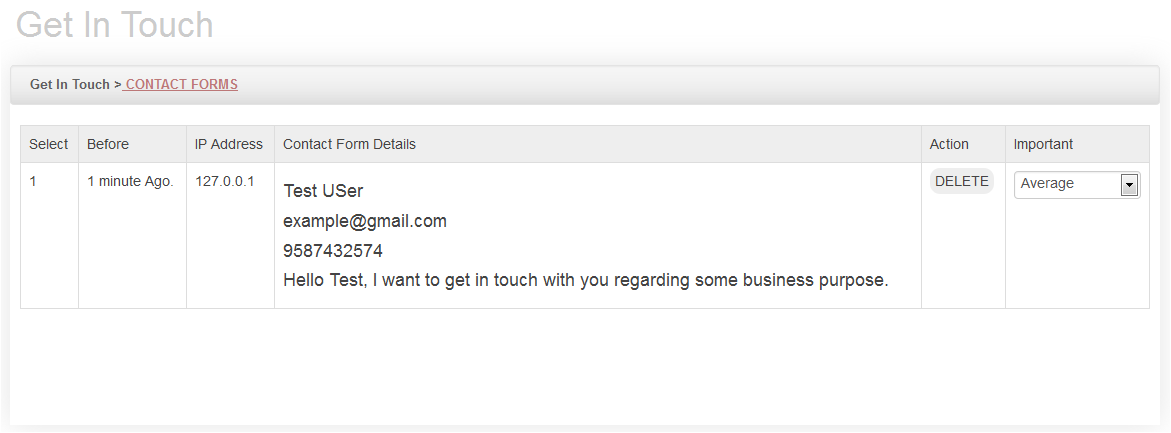 Get In Touch
Get In Touch > CONTACT FORMS
Select Before IP Address Contact Form Details Action Important
1 1 minute Ago. 127.0.0.1 Test USer DELETE Average
example@gmail.com
9587432574
Hello Test, I want to get in touch with you regarding some business purpose.